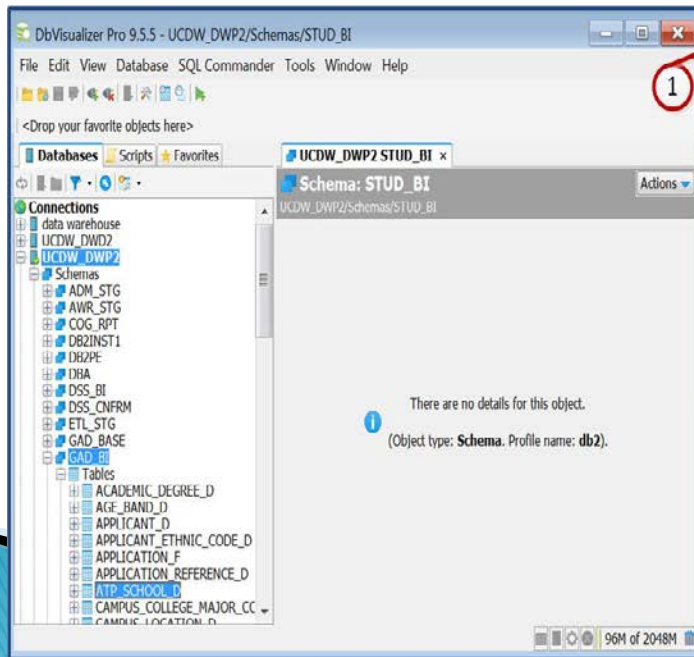 DbVisualizer Pro 9.5.5 - UCDW_DWP2/Schemas/STUD_BI
File Edit View Database SQL Commander Tools Window Help
1
<Drop your favorite objects here>
Databases Scripts Favorites
UCDW_DWP2 STUD_BI ×
Schema: STUD_BI
Actions
UCDW_DWP2/Schemas/STUD_BI
Connections
data warehouse
UCDW_DWD2
UCDW_DWP2
Schemas
ADM_STG
AWR_STG
COG_RPT
DB2INST1
DB2PE
DBA
DSS_BI
DSS_CNFRM
ETL_STG
GAD_BASE
GAD_BI
Tables
ACADEMIC_DEGREE_D
AGE_BAND_D
APPLICANT_D
APPLICANT_ETHNIC_CODE_D
APPLICATION_F
APPLICATION_REFERENCE_D
ATP_SCHOOL_D
CAMPUS_COLLEGE_MAJOR_CC
CAMPUS_LOCATION_D
There are no details for this object.
(Object type: Schema. Profile name: db2).
96M of 2048M